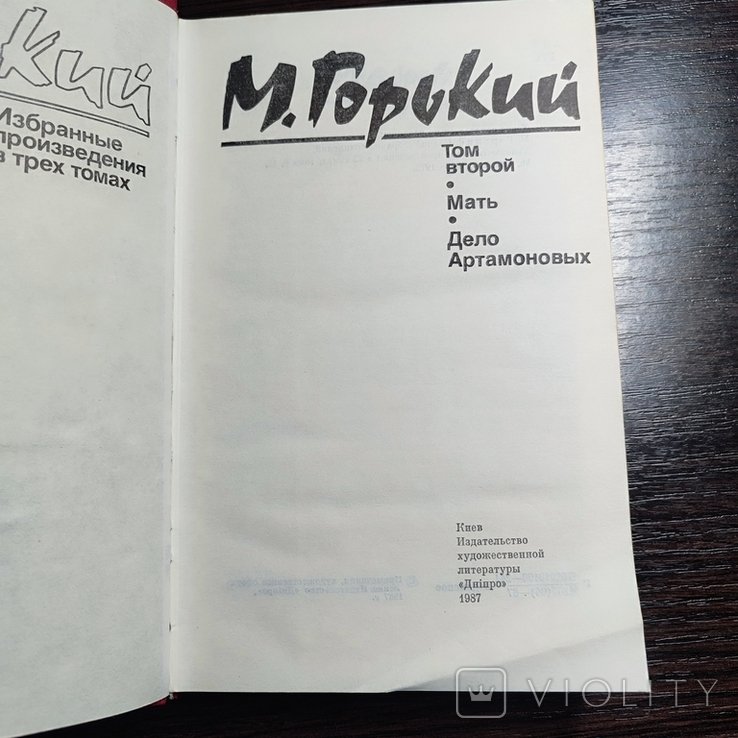 кий
Избранные
произведения
в трех томах
М. Горький
Том
второй
•
Мать
•
Дело
Артамоновых
Киев
Издательство
художественной
литературы
«Дніпро»
1987
VIOLITY